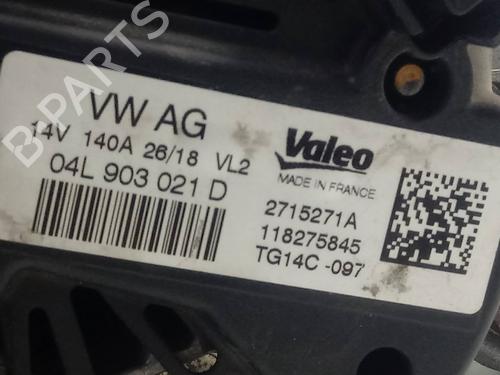 VW AG
14V 140A 26/18 VL2
04L 903 021 D
Valeo
MADE IN FRANCE
2715271A
118275845
TG14C -097
B PARTS